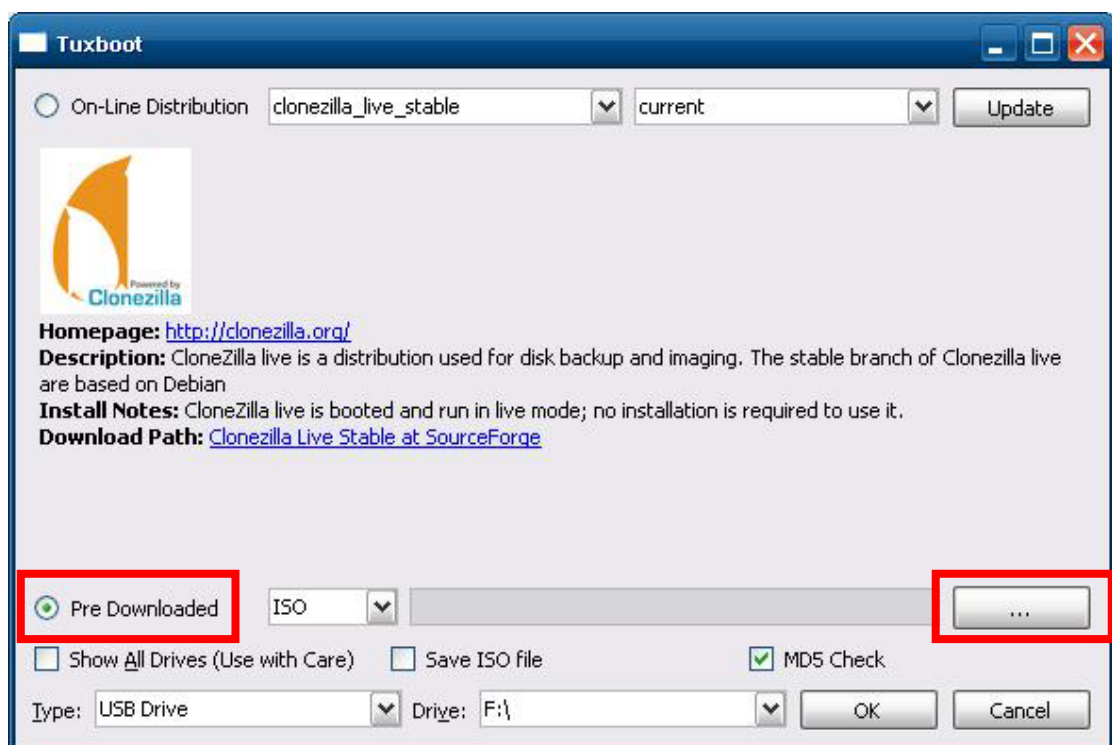 Tuxboot
On-Line Distribution clonezilla_live_stable current Update
Powered by
Clonezilla
Homepage: http://clonezilla.org/
Description: CloneZilla live is a distribution used for disk backup and imaging. The stable branch of Clonezilla live
are based on Debian
Install Notes: CloneZilla live is booted and run in live mode; no installation is required to use it.
Download Path: Clonezilla Live Stable at SourceForge
Pre Downloaded ISO ...
Show All Drives (Use with Care) Save ISO file MD5 Check
Type: USB Drive Drive: F:\ OK Cancel